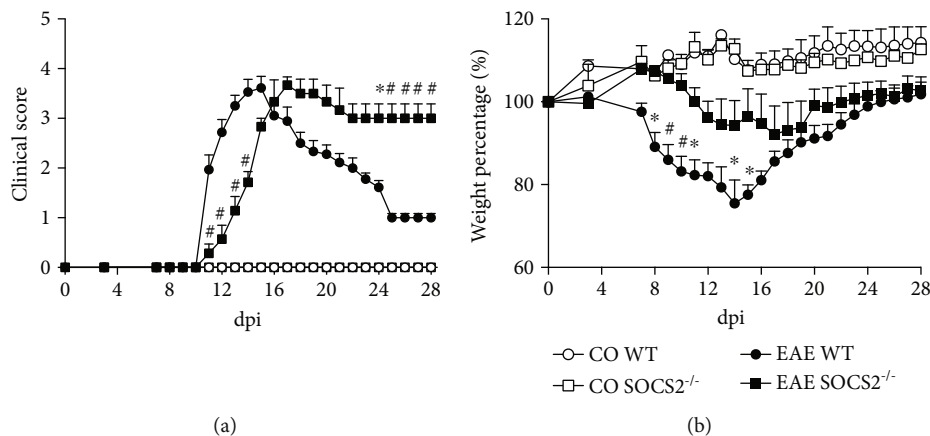 5
4
3
2
1
0
Clinical score
*####
#
#
#
#
0 4 8 12 16 20 24 28
dpi
(a)
120
100
80
60
Weight percentage (%)
*
#
#
*
*
*
0 4 8 12 16 20 24 28
dpi
CO WT
EAE WT
CO SOCS2-/-
EAE SOCS2-/-
(b)